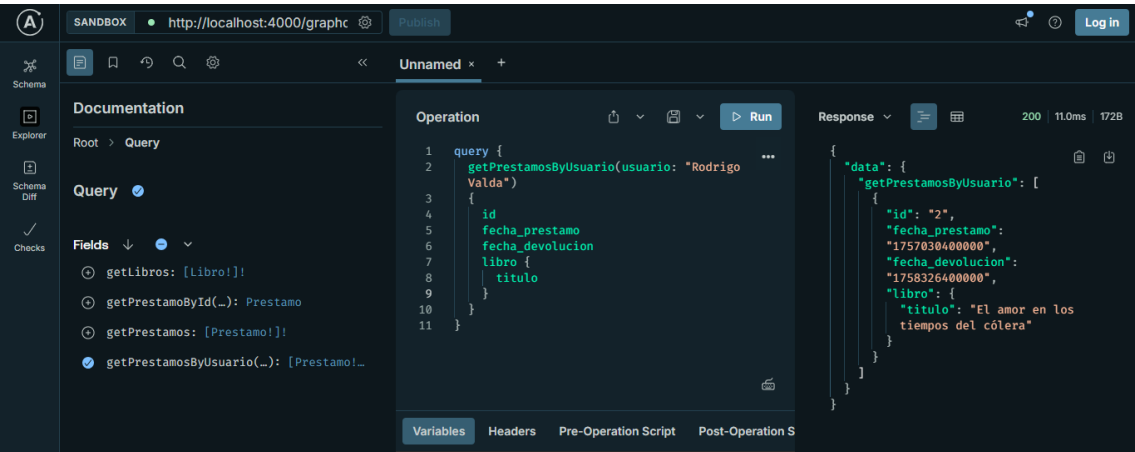 A
SANDBOX http://localhost:4000/graphc Publish Log in
Schema
Explorer
Schema
Diff
Checks
Documentation
Root > Query
Query
Fields
getLibros: [Libro!]!
getPrestamoById(…): Prestamo
getPrestamos: [Prestamo!]!
getPrestamosByUsuario(…): [Prestamo!…
Unnamed × +
Operation Run
1 query {
2 getPrestamosByUsuario(usuario: "Rodrigo
Valda")
3 {
4 id
5 fecha_prestamo
6 fecha_devolucion
7 libro {
8 titulo
9 }
10 }
11 }
Variables Headers Pre-Operation Script Post-Operation S
Response 200 11.0ms 172B
{
"data": {
"getPrestamosByUsuario": [
{
"id": "2",
"fecha_prestamo":
"1757030400000",
"fecha_devolucion":
"1758326400000",
"libro": {
"titulo": "El amor en los
tiempos del cólera"
}
}
]
}
}